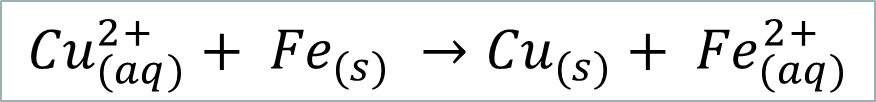 Cu²⁺(aq) + Fe(s) → Cu(s) + Fe²⁺(aq)